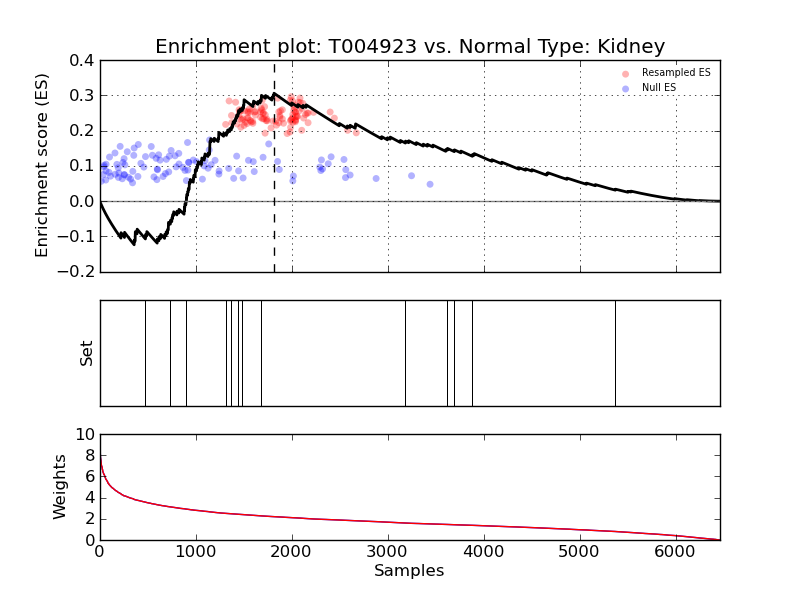 Enrichment plot: T004923 vs. Normal Type: Kidney
Enrichment score (ES)
0.4
0.3
0.2
0.1
0.0
−0.1
−0.2
Resampled ES
Null ES
Set
Weights
10
8
6
4
2
0
0 1000 2000 3000 4000 5000 6000
Samples